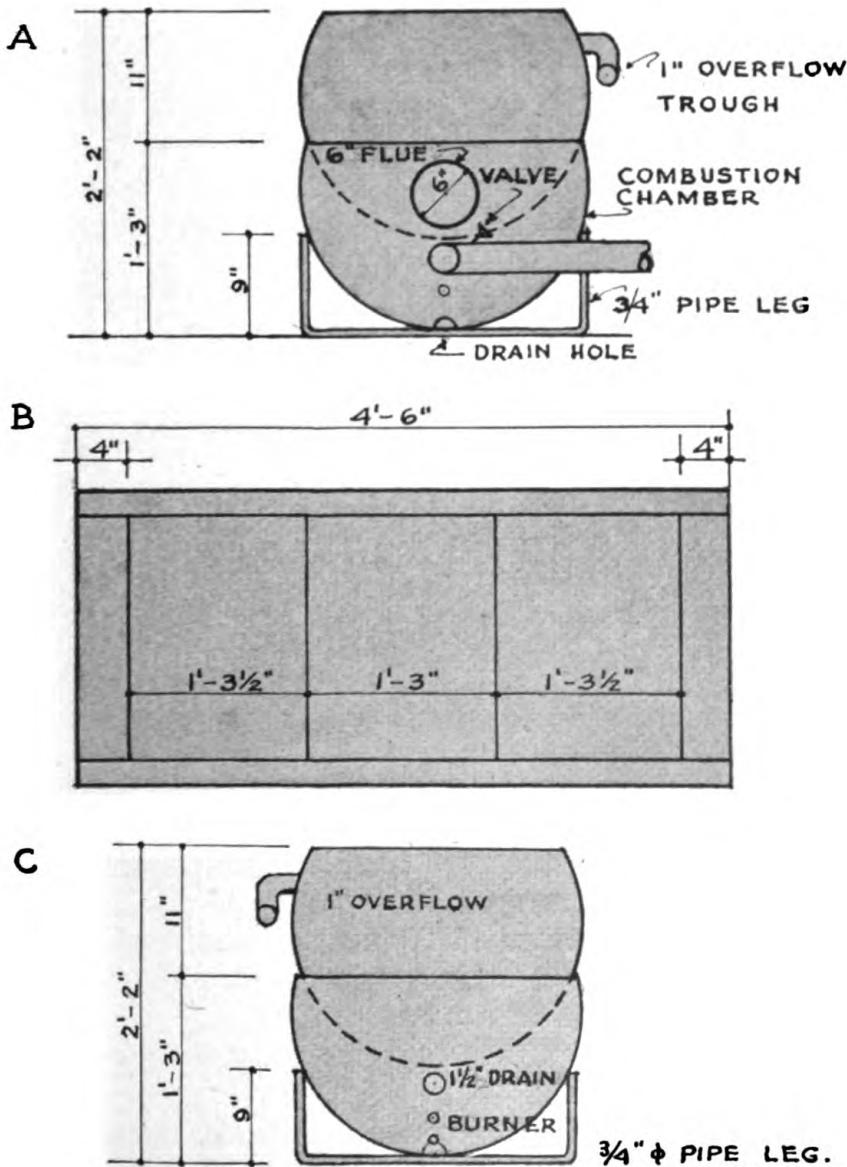 A
2'-2"
11"
1'-3"
9"
6" FLUE
6"
VALVE
1" OVERFLOW
TROUGH
COMBUSTION
CHAMBER
3/4" PIPE LEG
DRAIN HOLE
B
4'-6"
4"
4"
1'-3½"
1'-3"
1'-3½"
C
2'-2"
11"
1'-3"
9"
1" OVERFLOW
1½" DRAIN
BURNER
3/4" ϕ PIPE LEG.